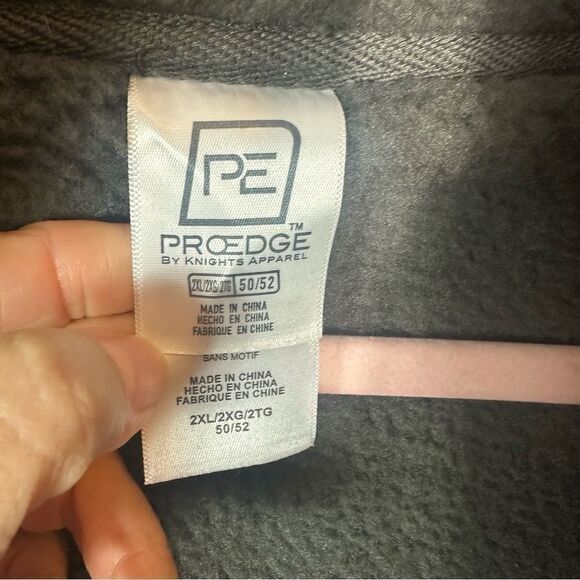 PE
PROEDGE™
BY KNIGHTS APPAREL
2XL/2XG/2TG 50/52
MADE IN CHINA
HECHO EN CHINA
FABRIQUE EN CHINE
SANS MOTIF
MADE IN CHINA
HECHO EN CHINA
FABRIQUE EN CHINE
2XL/2XG/2TG
50/52